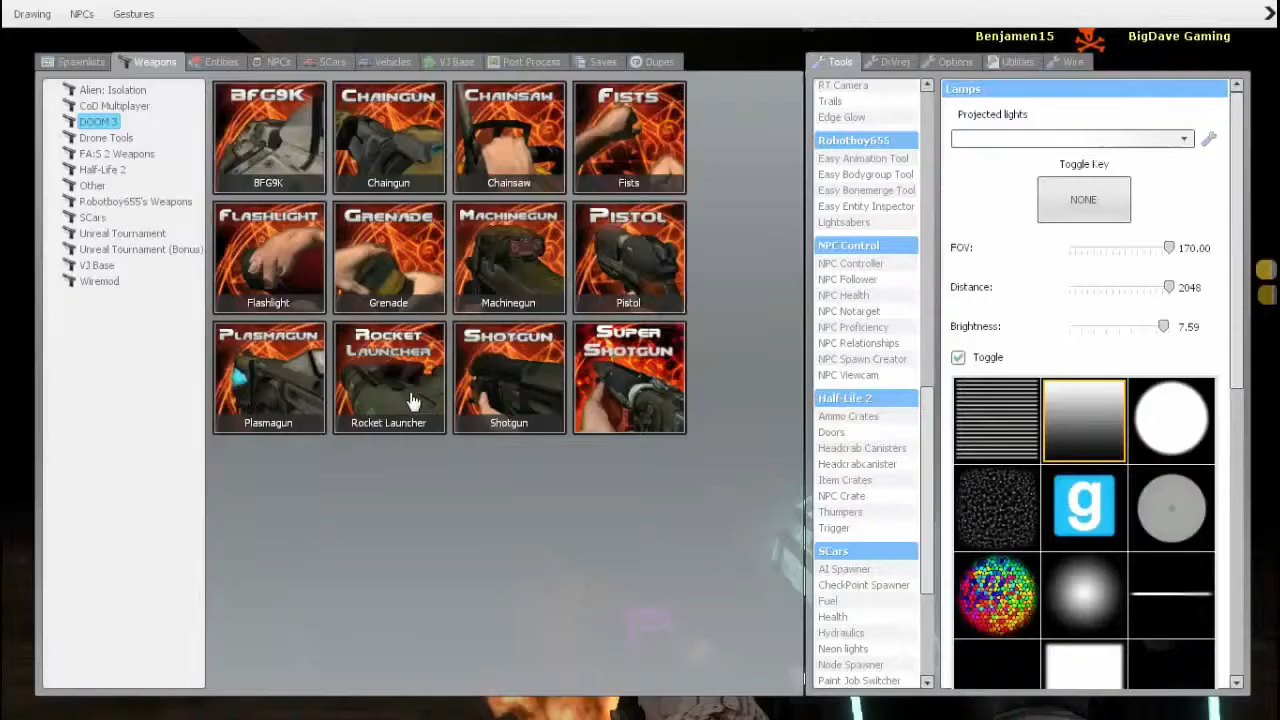 Drawing NPCs Gestures
Benjamen15 BigDave Gaming
Spawnlists Weapons Entities NPCs SCars Vehicles VJ Base Post Process Saves Dupes
Alien: Isolation
CoD Multiplayer
DOOM 3
Drone Tools
FA:S 2 Weapons
Half-Life 2
Other
Robotboy655's Weapons
SCars
Unreal Tournament
Unreal Tournament (Bonus)
VJ Base
Wiremod
BFG9K
BFG9K
Chaingun
Chaingun
Chainsaw
Chainsaw
Fists
Fists
Flashlight
Flashlight
Grenade
Grenade
Machinegun
Machinegun
Pistol
Pistol
Plasmagun
Plasmagun
Rocket
Launcher
Rocket Launcher
Shotgun
Shotgun
Super
Shotgun
Tools DrVrej Options Utilities Wire
RT Camera
Trails
Edge Glow
Robotboy655
Easy Animation Tool
Easy Bodygroup Tool
Easy Bonemerge Tool
Easy Entity Inspector
Lightsabers
NPC Control
NPC Controller
NPC Follower
NPC Health
NPC Notarget
NPC Proficiency
NPC Relationships
NPC Spawn Creator
NPC Viewcam
Half-Life 2
Ammo Crates
Doors
Headcrab Canisters
Headcrabcanister
Item Crates
NPC Crate
Thumpers
Trigger
SCars
AI Spawner
CheckPoint Spawner
Fuel
Health
Hydraulics
Neon lights
Node Spawner
Paint Job Switcher
Lamps
Projected lights
Toggle Key
NONE
FOV: 170.00
Distance: 2048
Brightness: 7.59
Toggle
g